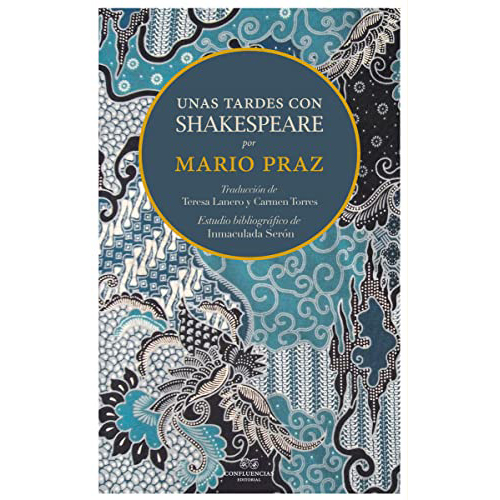 UNAS TARDES CON
SHAKESPEARE
por
MARIO PRAZ
Traducción de
Teresa Lanero y Carmen Torres
Estudio bibliográfico de
Inmaculada Serón
CONFLUENCIAS
EDITORIAL